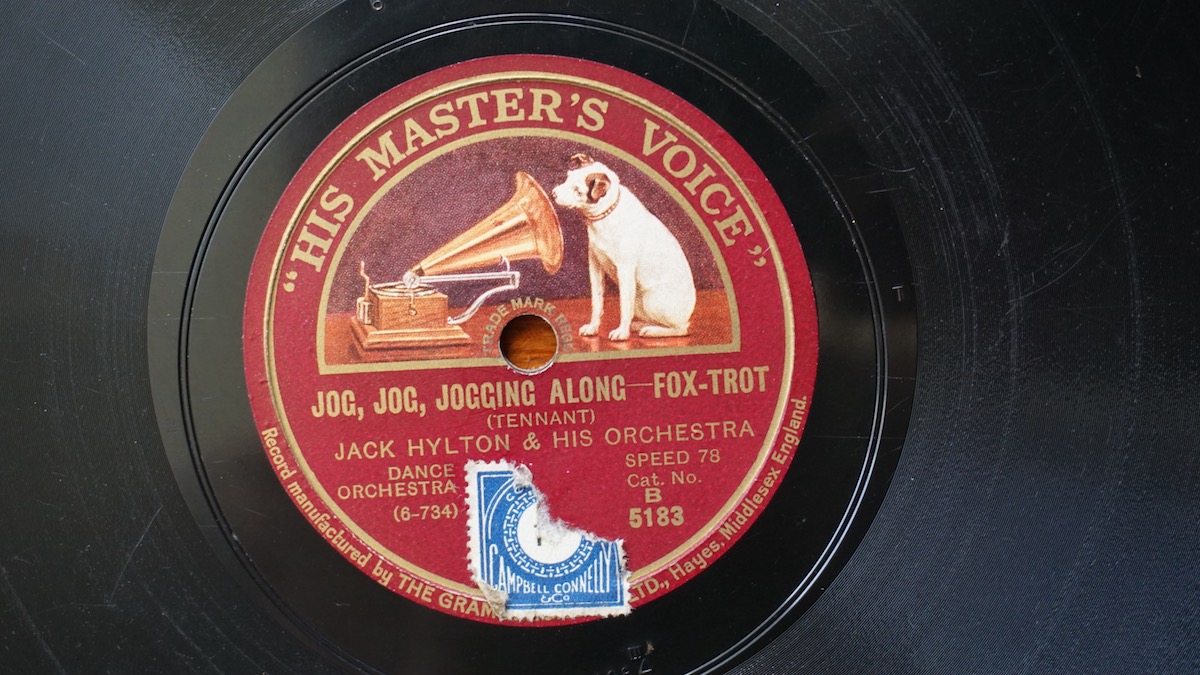 “HIS MASTER'S VOICE”
TRADE MARK REGD
JOG, JOG, JOGGING ALONG—FOX-TROT
(TENNANT)
JACK HYLTON & HIS ORCHESTRA
DANCE
ORCHESTRA
(6-734)
SPEED 78
Cat. No.
B
5183
CAMPBELL CONNELLY
& Co
Record manufactured by THE GRAM LTD., Hayes, Middlesex England.
T